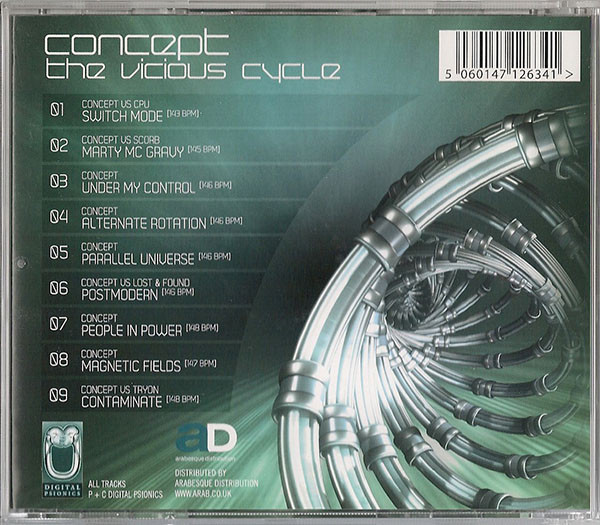 concept
the vicious cycle
5 060147 126341 >
01 CONCEPT VS CPU
SWITCH MODE [143 BPM]
02 CONCEPT VS SCORB
MARTY MC GRAVY [145 BPM]
03 CONCEPT
UNDER MY CONTROL [146 BPM]
04 CONCEPT
ALTERNATE ROTATION [146 BPM]
05 CONCEPT
PARALLEL UNIVERSE [146 BPM]
06 CONCEPT VS LOST & FOUND
POSTMODERN [146 BPM]
07 CONCEPT
PEOPLE IN POWER [148 BPM]
08 CONCEPT
MAGNETIC FIELDS [147 BPM]
09 CONCEPT VS TRYON
CONTAMINATE [148 BPM]
DIGITAL
PSIONICS
ALL TRACKS
P + C DIGITAL PSIONICS
aD
arabesque distribution
DISTRIBUTED BY
ARABESQUE DISTRIBUTION
WWW.ARAB.CO.UK